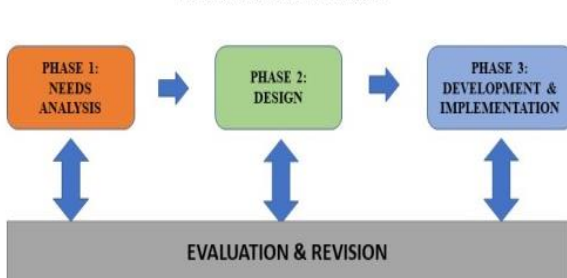 PHASE 1:
NEEDS
ANALYSIS
PHASE 2:
DESIGN
PHASE 3:
DEVELOPMENT &
IMPLEMENTATION
EVALUATION & REVISION